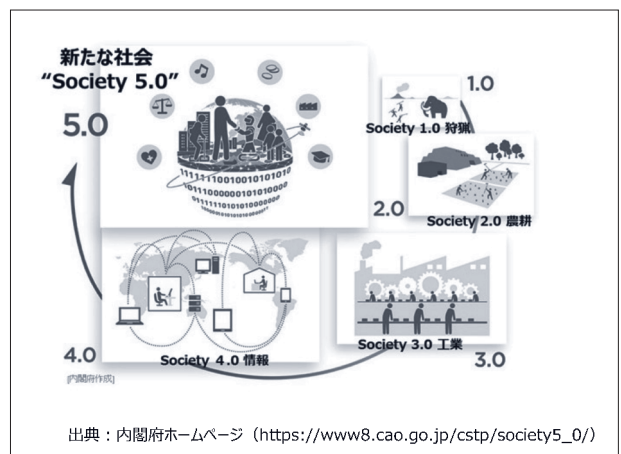 新たな社会
“Society 5.0”
5.0
1.0
Society 1.0 狩猟
2.0
Society 2.0 農耕
Society 3.0 工業
3.0
4.0
Society 4.0 情報
[内閣府作成]
出典：内閣府ホームページ（https://www8.cao.go.jp/cstp/society5_0/）